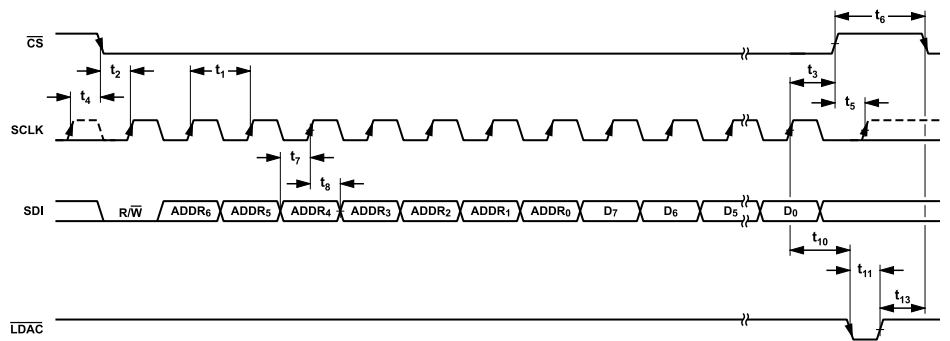 t6
CS
t2
t1
t3
t4
t5
SCLK
t7
t8
SDI
R/W
ADDR6
ADDR5
ADDR4
ADDR3
ADDR2
ADDR1
ADDR0
D7
D6
D5
D0
t10
t11
t13
LDAC